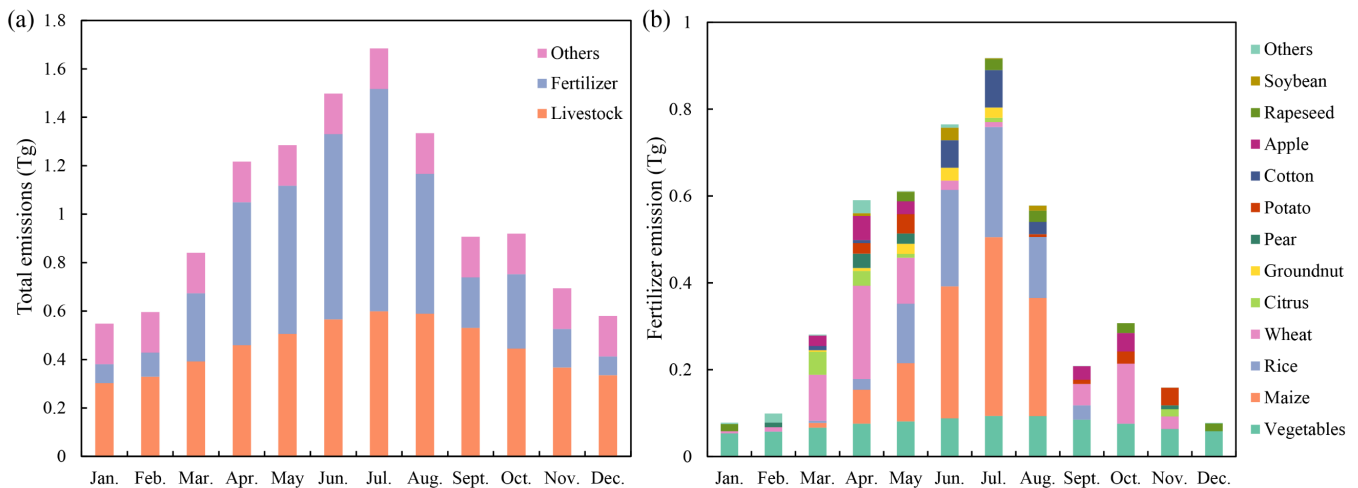 (a)
Total emissions (Tg)
1.8
1.6
1.4
1.2
1
0.8
0.6
0.4
0.2
0
Others
Fertilizer
Livestock
Jan. Feb. Mar. Apr. May Jun. Jul. Aug. Sept. Oct. Nov. Dec.
(b)
Fertilizer emission (Tg)
1
0.8
0.6
0.4
0.2
0
Jan. Feb. Mar. Apr. May Jun. Jul. Aug. Sept. Oct. Nov. Dec.
Others
Soybean
Rapeseed
Apple
Cotton
Potato
Pear
Groundnut
Citrus
Wheat
Rice
Maize
Vegetables